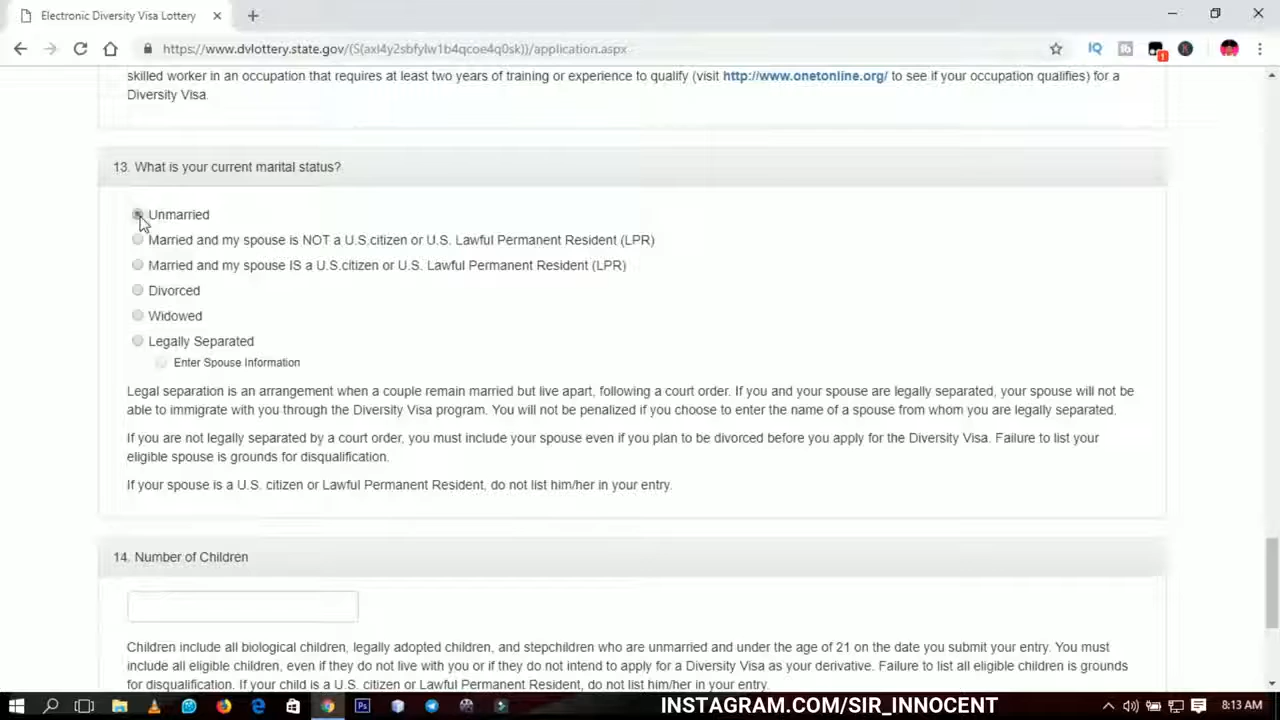 Electronic Diversity Visa Lottery
https://www.dvlottery.state.gov/(S(axl4y2sbfylw1b4qcoe4q0sk))/application.aspx
IQ
1
skilled worker in an occupation that requires at least two years of training or experience to qualify (visit http://www.onetonline.org/ to see if your occupation qualifies) for a
Diversity Visa.
13. What is your current marital status?
Unmarried
Married and my spouse is NOT a U.S.citizen or U.S. Lawful Permanent Resident (LPR)
Married and my spouse IS a U.S.citizen or U.S. Lawful Permanent Resident (LPR)
Divorced
Widowed
Legally Separated
Enter Spouse Information
Legal separation is an arrangement when a couple remain married but live apart, following a court order. If you and your spouse are legally separated, your spouse will not be
able to immigrate with you through the Diversity Visa program. You will not be penalized if you choose to enter the name of a spouse from whom you are legally separated.
If you are not legally separated by a court order, you must include your spouse even if you plan to be divorced before you apply for the Diversity Visa. Failure to list your
eligible spouse is grounds for disqualification.
If your spouse is a U.S. citizen or Lawful Permanent Resident, do not list him/her in your entry.
14. Number of Children
Children include all biological children, legally adopted children, and stepchildren who are unmarried and under the age of 21 on the date you submit your entry. You must
include all eligible children, even if they do not live with you or if they do not intend to apply for a Diversity Visa as your derivative. Failure to list all eligible children is grounds
for disqualification. If your child is a U.S. citizen or Lawful Permanent Resident, do not list him/her in your entry.
Ps
INSTAGRAM.COM/SIR_INNOCENT
8:13 AM